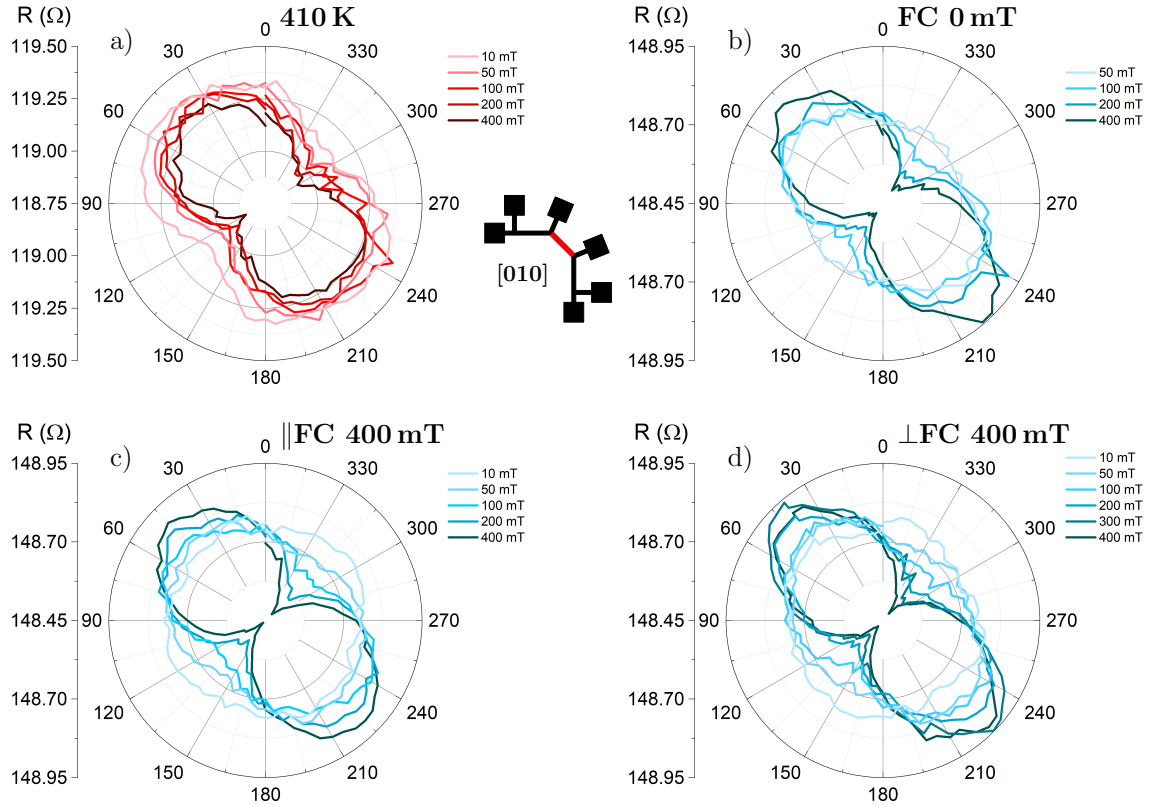 R (Ω)
a)
410 K
119.50
119.25
119.00
118.75
119.00
119.25
119.50
0
30
60
90
120
150
180
210
240
270
300
330
10 mT
50 mT
100 mT
200 mT
400 mT
[010]
R (Ω)
b)
FC 0 mT
148.95
148.70
148.45
148.70
148.95
0
30
60
90
120
150
180
210
240
270
300
330
50 mT
100 mT
200 mT
400 mT
R (Ω)
c)
∥FC 400 mT
148.95
148.70
148.45
148.70
148.95
0
30
60
90
120
150
180
210
240
270
300
330
10 mT
50 mT
100 mT
200 mT
400 mT
R (Ω)
d)
⊥FC 400 mT
148.95
148.70
148.45
148.70
148.95
0
30
60
90
120
150
180
210
240
270
300
330
10 mT
50 mT
100 mT
200 mT
300 mT
400 mT